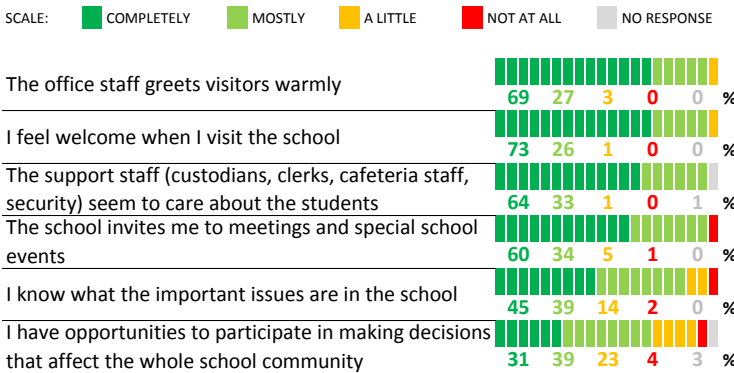 SCALE: COMPLETELY MOSTLY A LITTLE NOT AT ALL NO RESPONSE
The office staff greets visitors warmly
69 27 3 0 0 %
I feel welcome when I visit the school
73 26 1 0 0 %
The support staff (custodians, clerks, cafeteria staff,
security) seem to care about the students
64 33 1 0 1 %
The school invites me to meetings and special school
events
60 34 5 1 0 %
I know what the important issues are in the school
45 39 14 2 0 %
I have opportunities to participate in making decisions
that affect the whole school community
31 39 23 4 3 %